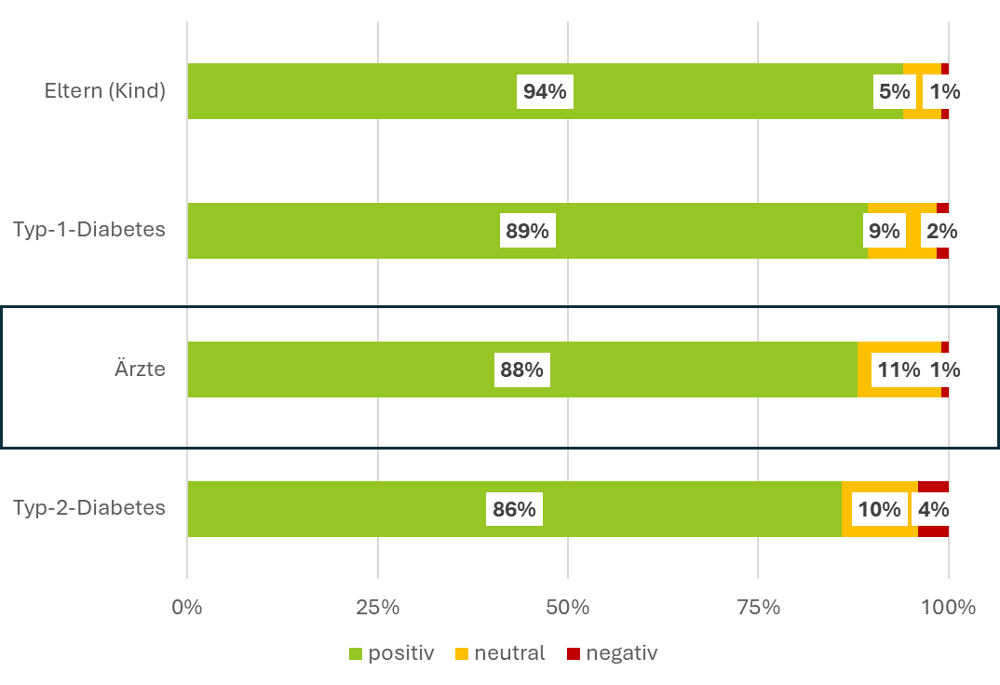 Eltern (Kind) 94% 5% 1%
Typ-1-Diabetes 89% 9% 2%
Ärzte 88% 11% 1%
Typ-2-Diabetes 86% 10% 4%
0% 25% 50% 75% 100%
positiv neutral negativ